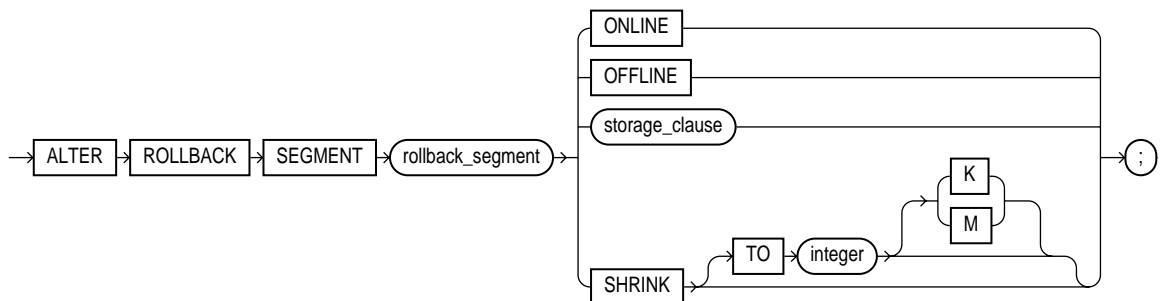 ONLINE
OFFLINE
storage_clause
ALTER ROLLBACK SEGMENT rollback_segment ;
K
M
TO integer
SHRINK